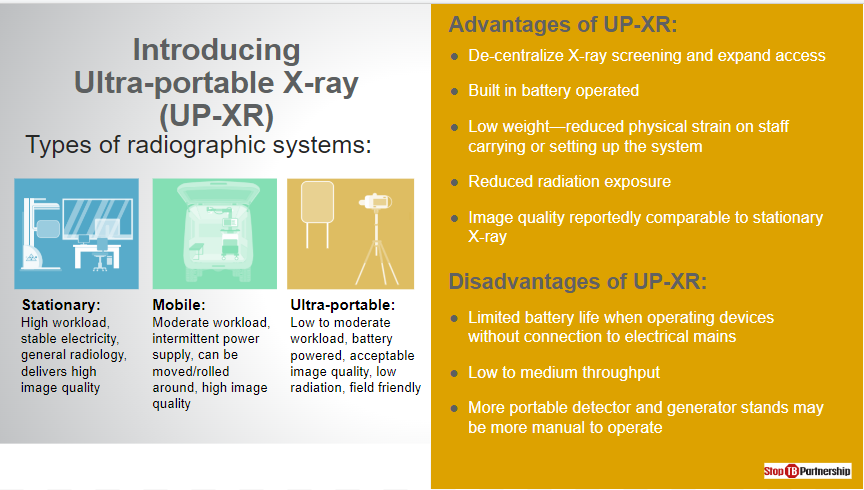 Introducing
Ultra-portable X-ray
(UP-XR)
Types of radiographic systems:
Stationary:
High workload,
stable electricity,
general radiology,
delivers high
image quality
Mobile:
Moderate workload,
intermittent power
supply, can be
moved/rolled
around, high image
quality
Ultra-portable:
Low to moderate
workload, battery
powered, acceptable
image quality, low
radiation, field friendly
Advantages of UP-XR:
• De-centralize X-ray screening and expand access
• Built in battery operated
• Low weight—reduced physical strain on staff
carrying or setting up the system
• Reduced radiation exposure
• Image quality reportedly comparable to stationary
X-ray
Disadvantages of UP-XR:
• Limited battery life when operating devices
without connection to electrical mains
• Low to medium throughput
• More portable detector and generator stands may
be more manual to operate
Stop TB Partnership